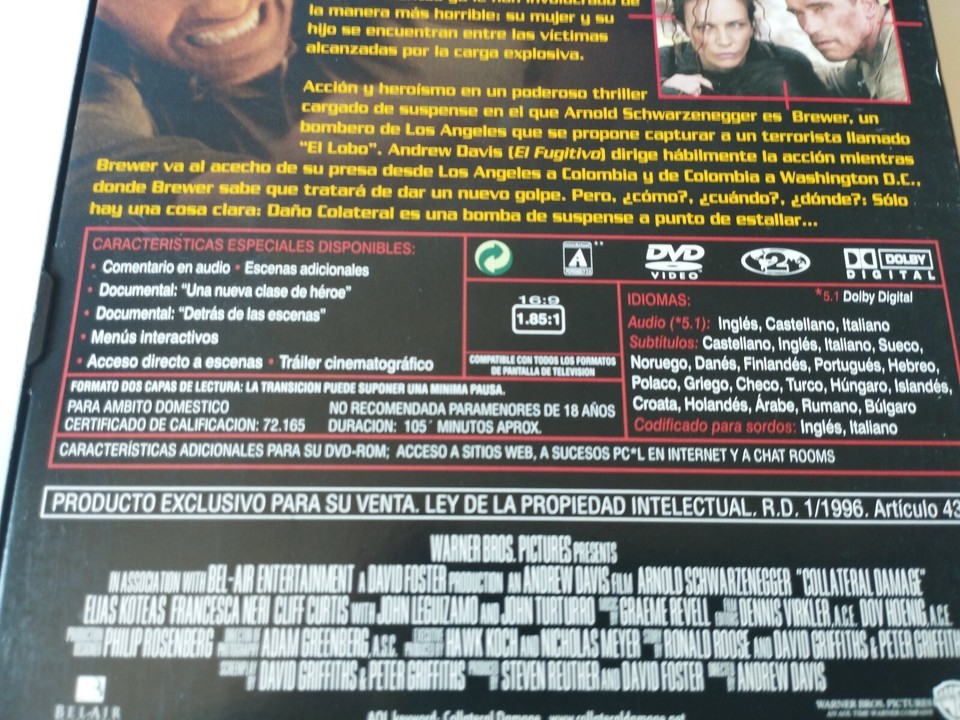 la manera más horrible: su mujer y su
hijo se encuentran entre las víctimas
alcanzadas por la carga explosiva.
Acción y heroísmo en un poderoso thriller
cargado de suspense en el que Arnold Schwarzenegger es Brewer, un
bombero de Los Angeles que se propone capturar a un terrorista llamado
"El Lobo". Andrew Davis (El Fugitivo) dirige hábilmente la acción mientras
Brewer va al acecho de su presa desde Los Angeles a Colombia y de Colombia a Washington D.C.,
donde Brewer sabe que tratará de dar un nuevo golpe. Pero, ¿cómo?, ¿cuándo?, ¿dónde?: Sólo
hay una cosa clara: Daño Colateral es una bomba de suspense a punto de estallar...
CARACTERISTICAS ESPECIALES DISPONIBLES:
• Comentario en audio • Escenas adicionales
• Documental: "Una nueva clase de héroe"
• Documental: "Detrás de las escenas"
• Menús interactivos
• Acceso directo a escenas • Tráiler cinematográfico
A **
DVD
VIDEO
2
DOLBY
DIGITAL
16:9
1.85:1
COMPATIBLE CON TODOS LOS FORMATOS
DE PANTALLA DE TELEVISION
IDIOMAS: *5.1 Dolby Digital
Audio (*5.1): Inglés, Castellano, Italiano
Subtítulos: Castellano, Inglés, Italiano, Sueco,
Noruego, Danés, Finlandés, Portugués, Hebreo,
Polaco, Griego, Checo, Turco, Húngaro, Islandés,
Croata, Holandés, Árabe, Rumano, Búlgaro
Codificado para sordos: Inglés, Italiano
FORMATO DOS CAPAS DE LECTURA: LA TRANSICION PUEDE SUPONER UNA MINIMA PAUSA.
PARA AMBITO DOMESTICO NO RECOMENDADA PARAMENORES DE 18 AÑOS
CERTIFICADO DE CALIFICACION: 72.165 DURACION: 105´ MINUTOS APROX.
CARACTERÍSTICAS ADICIONALES PARA SU DVD-ROM; ACCESO A SITIOS WEB, A SUCESOS PC*L EN INTERNET Y A CHAT ROOMS
PRODUCTO EXCLUSIVO PARA SU VENTA. LEY DE LA PROPIEDAD INTELECTUAL. R.D. 1/1996. Artículo 43
WARNER BROS. PICTURES PRESENTS
IN ASSOCIATION WITH BEL-AIR ENTERTAINMENT A DAVID FOSTER PRODUCTION AN ANDREW DAVIS FILM ARNOLD SCHWARZENEGGER "COLLATERAL DAMAGE"
ELIAS KOTEAS FRANCESCA NERI CLIFF CURTIS WITH JOHN LEGUIZAMO AND JOHN TURTURRO GRAEME REVELL DENNIS VIRKLER, A.C.E. DOV HOENIG, A.C.E.
PHILIP ROSENBERG ADAM GREENBERG, A.S.C. HAWK KOCH AND NICHOLAS MEYER RONALD ROOSE AND DAVID GRIFFITHS & PETER GRIFFITH
DAVID GRIFFITHS & PETER GRIFFITHS STEVEN REUTHER AND DAVID FOSTER ANDREW DAVIS
BEL-AIR
WARNER BROS. PICTURES
AN AOL TIME WARNER COMPANY
AOL keyword: Collateral Damage www.collateraldamage.net